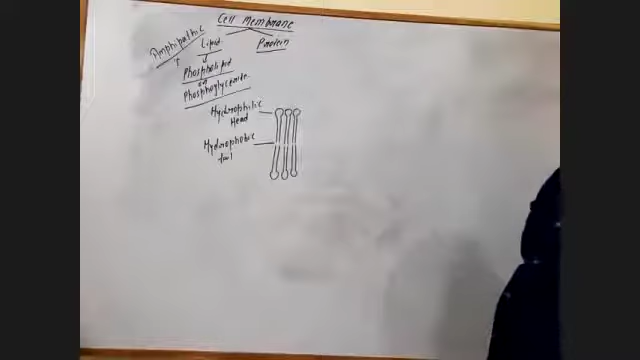 Cell Membrane
Amphipathic
Lipid
Protein
Phospholipid
or
Phosphoglyceride
Hydrophilic
Head
Hydrophobic
tail